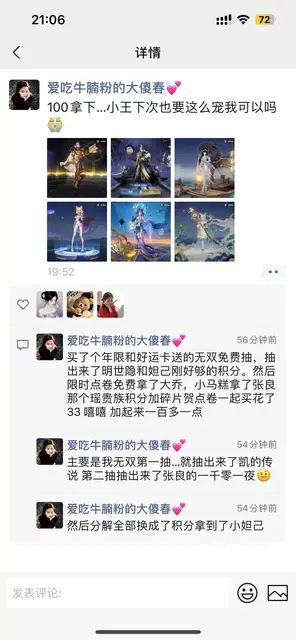 21:06
72
详情
爱吃牛腩粉的大傻春💕
100拿下...小王下次也要这么宠我可以吗
😭
19:52
爱吃牛腩粉的大傻春💕
56分钟前
买了个年限和好运卡送的无双免费抽，抽
出来了明世隐和妲己刚好够的积分。然后
限时点卷免费拿了大乔，小马糕拿了张良
那个瑶贵族积分加碎片贺点卷一起买花了
33 嘻嘻 加起来一百多一点
爱吃牛腩粉的大傻春💕
54分钟前
主要是我无双第一抽...就抽出来了凯的传
说 第二抽抽出来了张良的一千零一夜😉
爱吃牛腩粉的大傻春💕
54分钟前
然后分解全部换成了积分拿到了小妲己
发表评论: